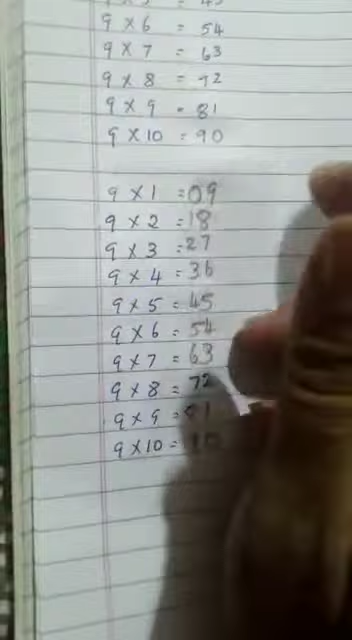 9 × 6 = 54
9 × 7 = 63
9 × 8 = 72
9 × 9 = 81
9 × 10 = 90
9 × 1 = 09
9 × 2 = 18
9 × 3 = 27
9 × 4 = 36
9 × 5 = 45
9 × 6 = 54
9 × 7 = 63
9 × 8 = 72
9 × 9 =
9 × 10 =